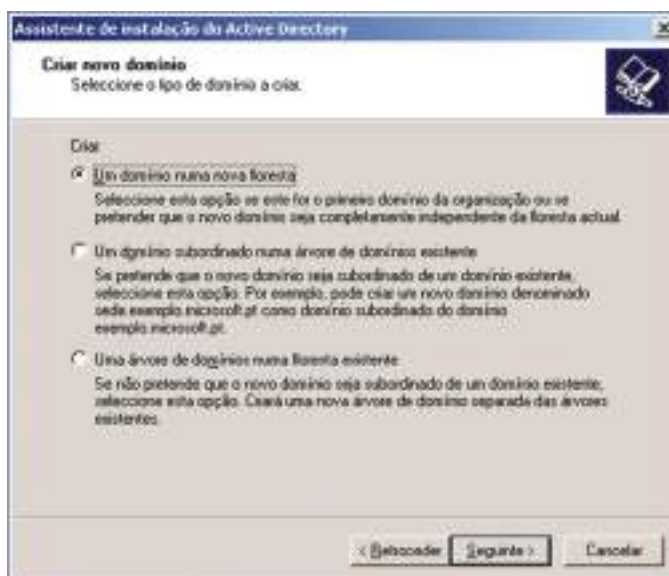 Assistente de instalação do Active Directory
Criar novo domínio
Seleccione o tipo de domínio a criar.
Criar
Um domínio numa nova floresta
Seleccione esta opção se este for o primeiro domínio da organização ou se
pretender que o novo domínio seja completamente independente da floresta actual.
Um domínio subordinado numa árvore de domínios existente
Se pretende que o novo domínio seja subordinado de um domínio existente,
seleccione esta opção. Por exemplo, pode criar um novo domínio denominado
sede.exemplo.microsoft.pt como domínio subordinado do domínio
exemplo.microsoft.pt.
Uma árvore de domínios numa floresta existente
Se não pretende que o novo domínio seja subordinado de um domínio existente,
seleccione esta opção. Criará uma nova árvore de domínio separada das árvores
existentes.
< Retroceder Seguinte > Cancelar